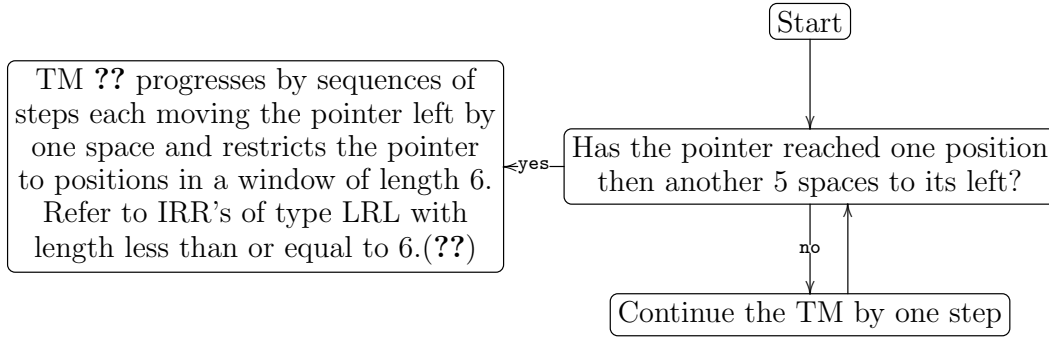 Start
TM ?? progresses by sequences of
steps each moving the pointer left by
one space and restricts the pointer
to positions in a window of length 6.
Refer to IRR's of type LRL with
length less than or equal to 6.(??)
yes
Has the pointer reached one position
then another 5 spaces to its left?
no
Continue the TM by one step